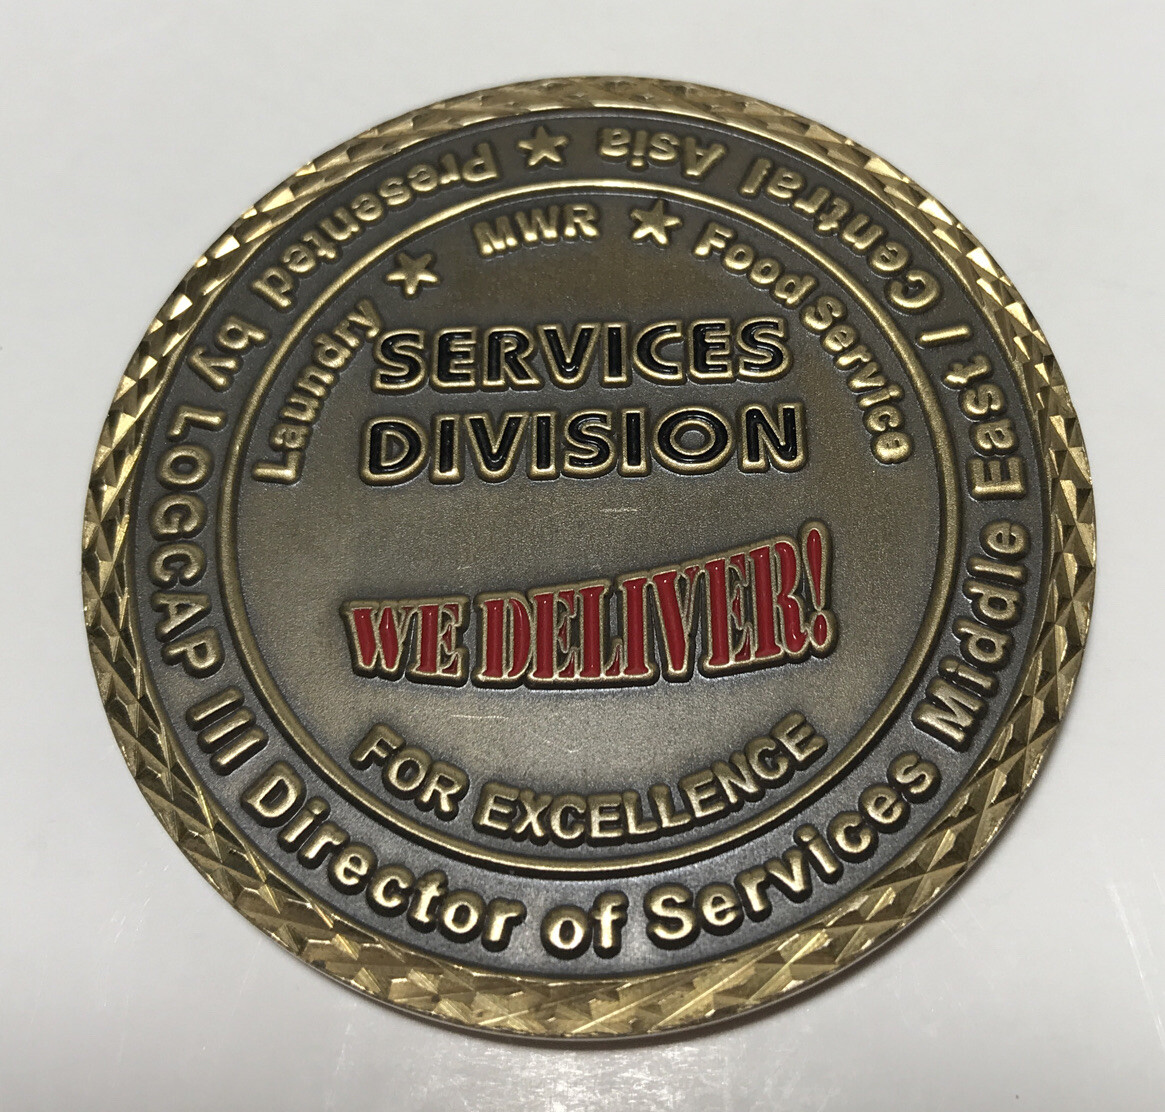 Presented by LOGCAP III Director of Services Middle East / Central Asia
Laundry ★ MWR ★ Food Service
SERVICES
DIVISION
WE DELIVER!
FOR EXCELLENCE